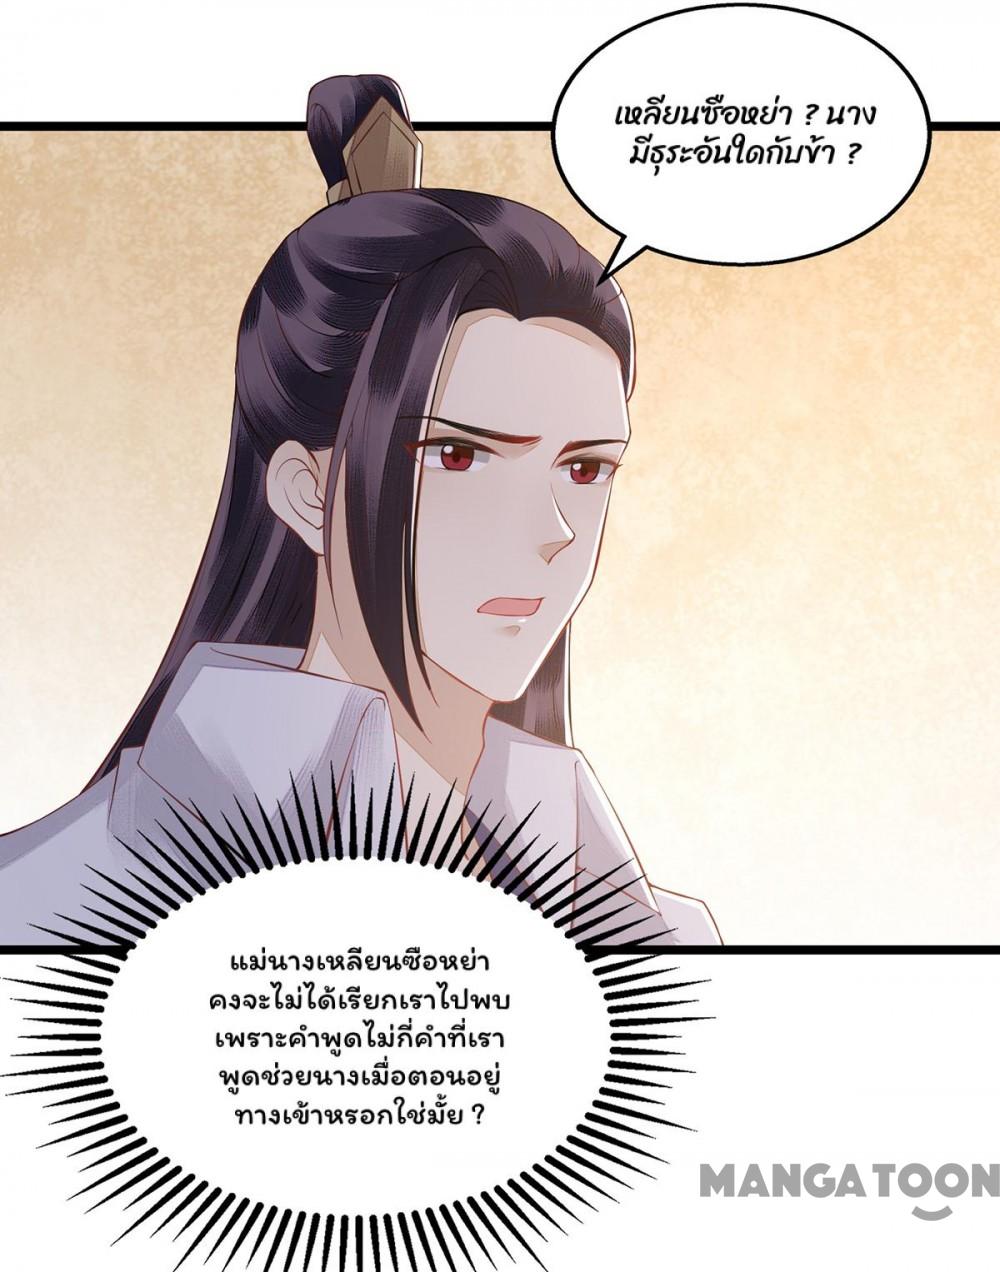 เหลียนซือหย่า ? นาง
มีธุระอันใดกับข้า ?
แม่นางเหลียนซือหย่า
คงจะไม่ได้เรียกเราไปพบ
เพราะคำพูดไม่กี่คำที่เรา
พูดช่วยนางเมื่อตอนอยู่
ทางเข้าหรอกใช่มั้ย ?
MANGATOON